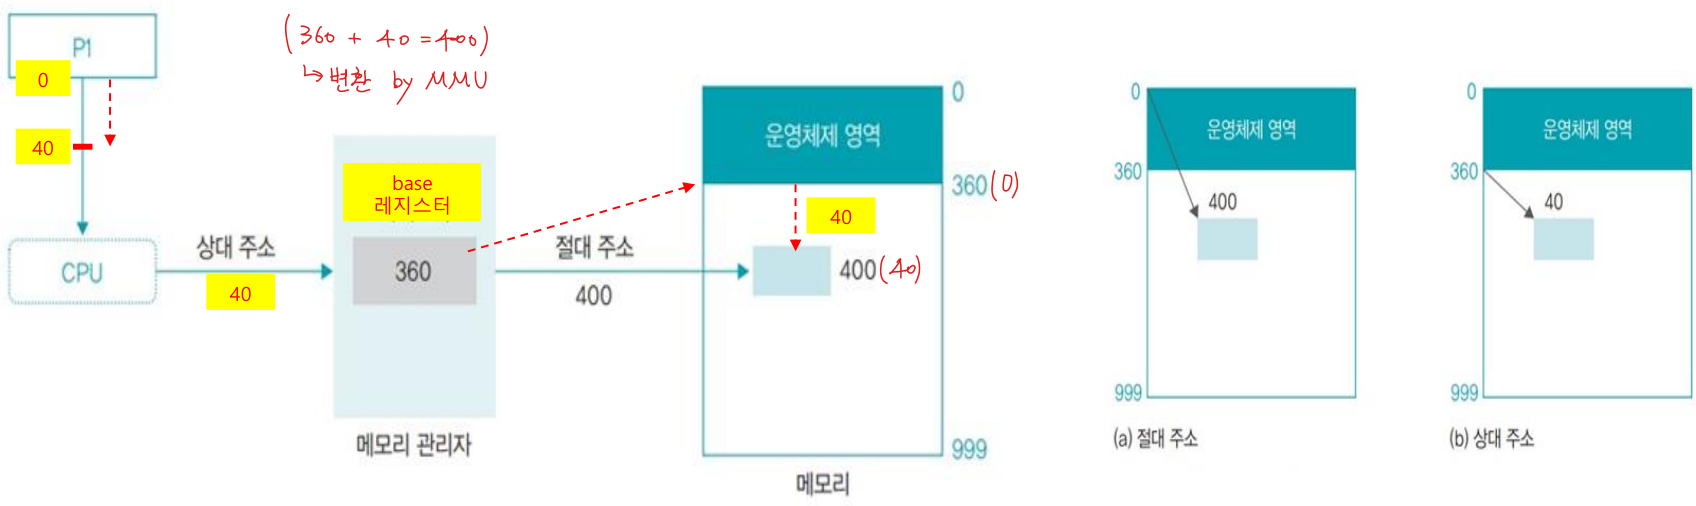 P1
0
40
CPU
(360 + 40 = 400)
↳ 변환 by MMU
상대 주소
40
base
레지스터
360
메모리 관리자
절대 주소
400
0
운영체제 영역
360 (0)
40
400 (40)
999
메모리
0
운영체제 영역
360
400
999
(a) 절대 주소
0
운영체제 영역
360
40
999
(b) 상대 주소